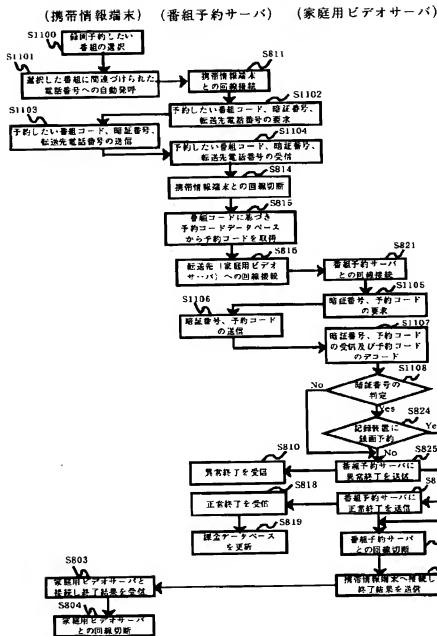 (携帯情報端末) (番組予約サーバ) (家庭用ビデオサーバ)
S1100
録画予約したい
番組の選択
S1101
選択した番組に関連づけられた
電話番号への自動発呼
S811
携帯情報端末
との回線接続
S1102
予約したい番組コード、暗証番号、
転送先電話番号の要求
S1103
予約したい番組コード、暗証番号、
転送先電話番号の送信
S1104
予約したい番組コード、暗証番号、
転送先電話番号の受信
S814
携帯情報端末との回線切断
S815
番組コードに基づき
予約コードデータベース
から予約コードを取得
S816
転送先(家庭用ビデオ
サーバ)への回線接続
S821
番組予約サーバ
との回線接続
S1105
暗証番号、予約コード
の要求
S1106
暗証番号、予約コード
の送信
S1107
暗証番号、予約コード
の受信及び予約コード
のデコード
S1108
暗証番号の
判定
No
Yes
S824
記録装置に
録画予約
Ye
No
S825
番組予約サーバに
異常終了を送信
S810
異常終了を受信
S8
番組予約サーバに
正常終了を送信
S818
正常終了を受信
S819
課金データベース
を更新
番組予約サーバ
との回線切断
携帯情報端末へ接続し
終了結果を送信
S803
家庭用ビデオサーバと
接続し終了結果を受信
S804
家庭用ビデオサーバ
との回線切断